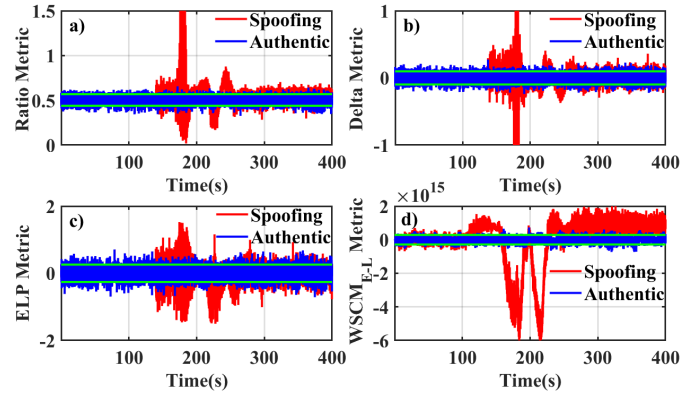 a)
Spoofing
Authentic
Ratio Metric
1.5
1
0.5
0
100
200
300
400
Time(s)
b)
Spoofing
Authentic
Delta Metric
1
0
-1
100
200
300
400
Time(s)
c)
Spoofing
Authentic
ELP Metric
2
0
-2
100
200
300
400
Time(s)
×10^15
d)
Spoofing
Authentic
WSCM_E-L Metric
2
0
-2
-4
-6
100
200
300
400
Time(s)